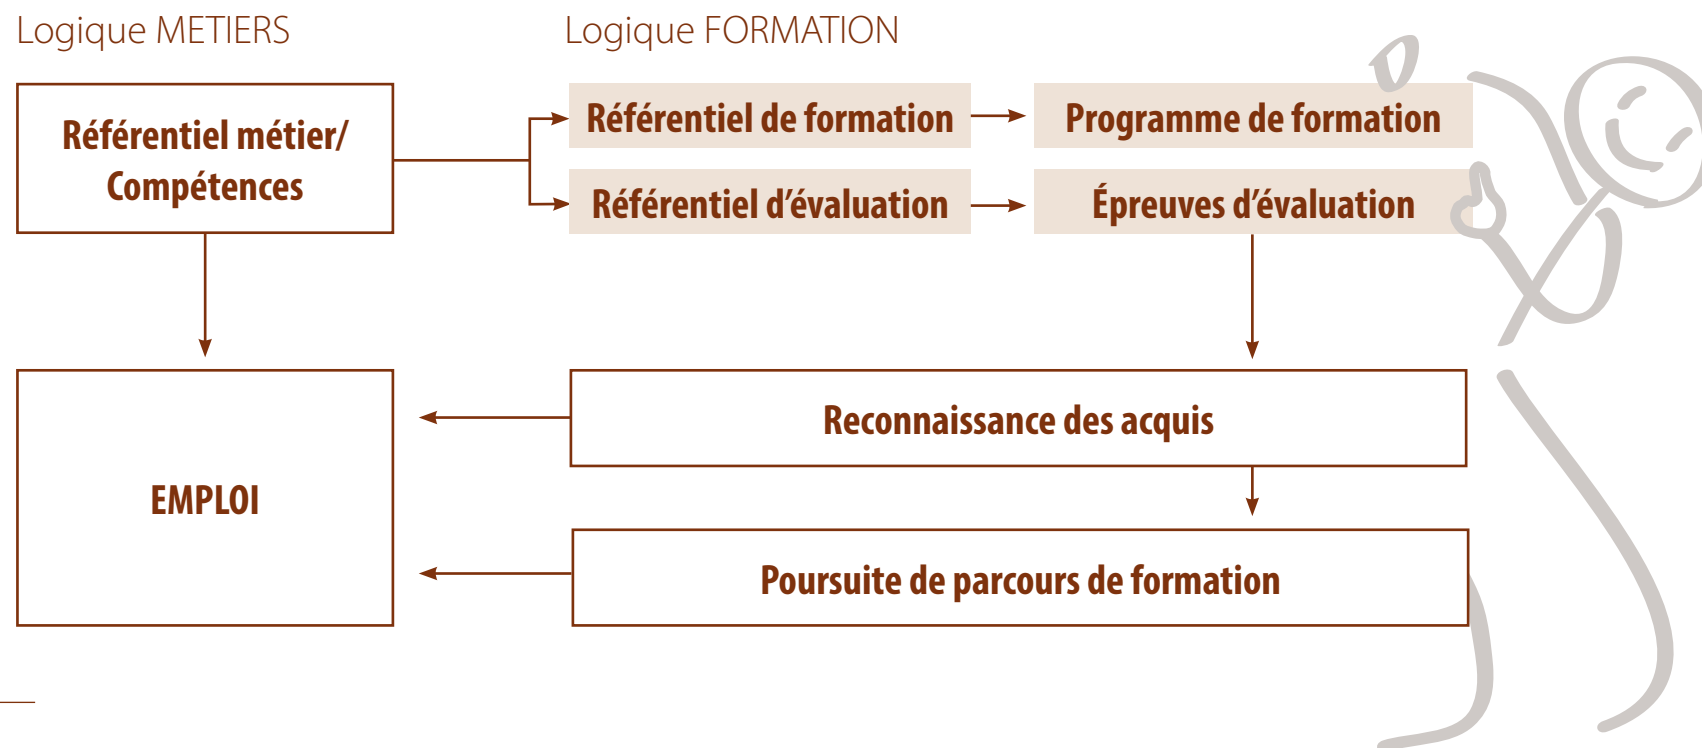 Logique METIERS
Logique FORMATION
Référentiel métier/
Compétences
Référentiel de formation
Programme de formation
Référentiel d’évaluation
Épreuves d’évaluation
Reconnaissance des acquis
EMPLOI
Poursuite de parcours de formation